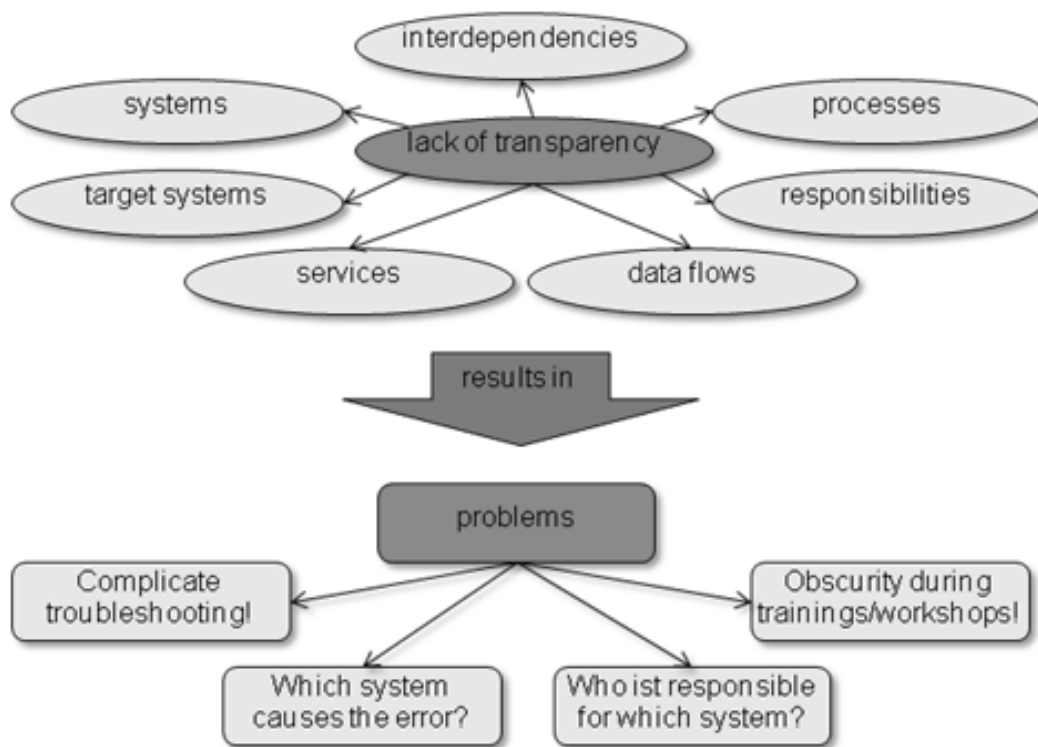 interdependencies
systems
processes
lack of transparency
target systems
responsibilities
services
data flows
results in
problems
Complicate
troubleshooting!
Obscurity during
trainings/workshops!
Which system
causes the error?
Who ist responsible
for which system?